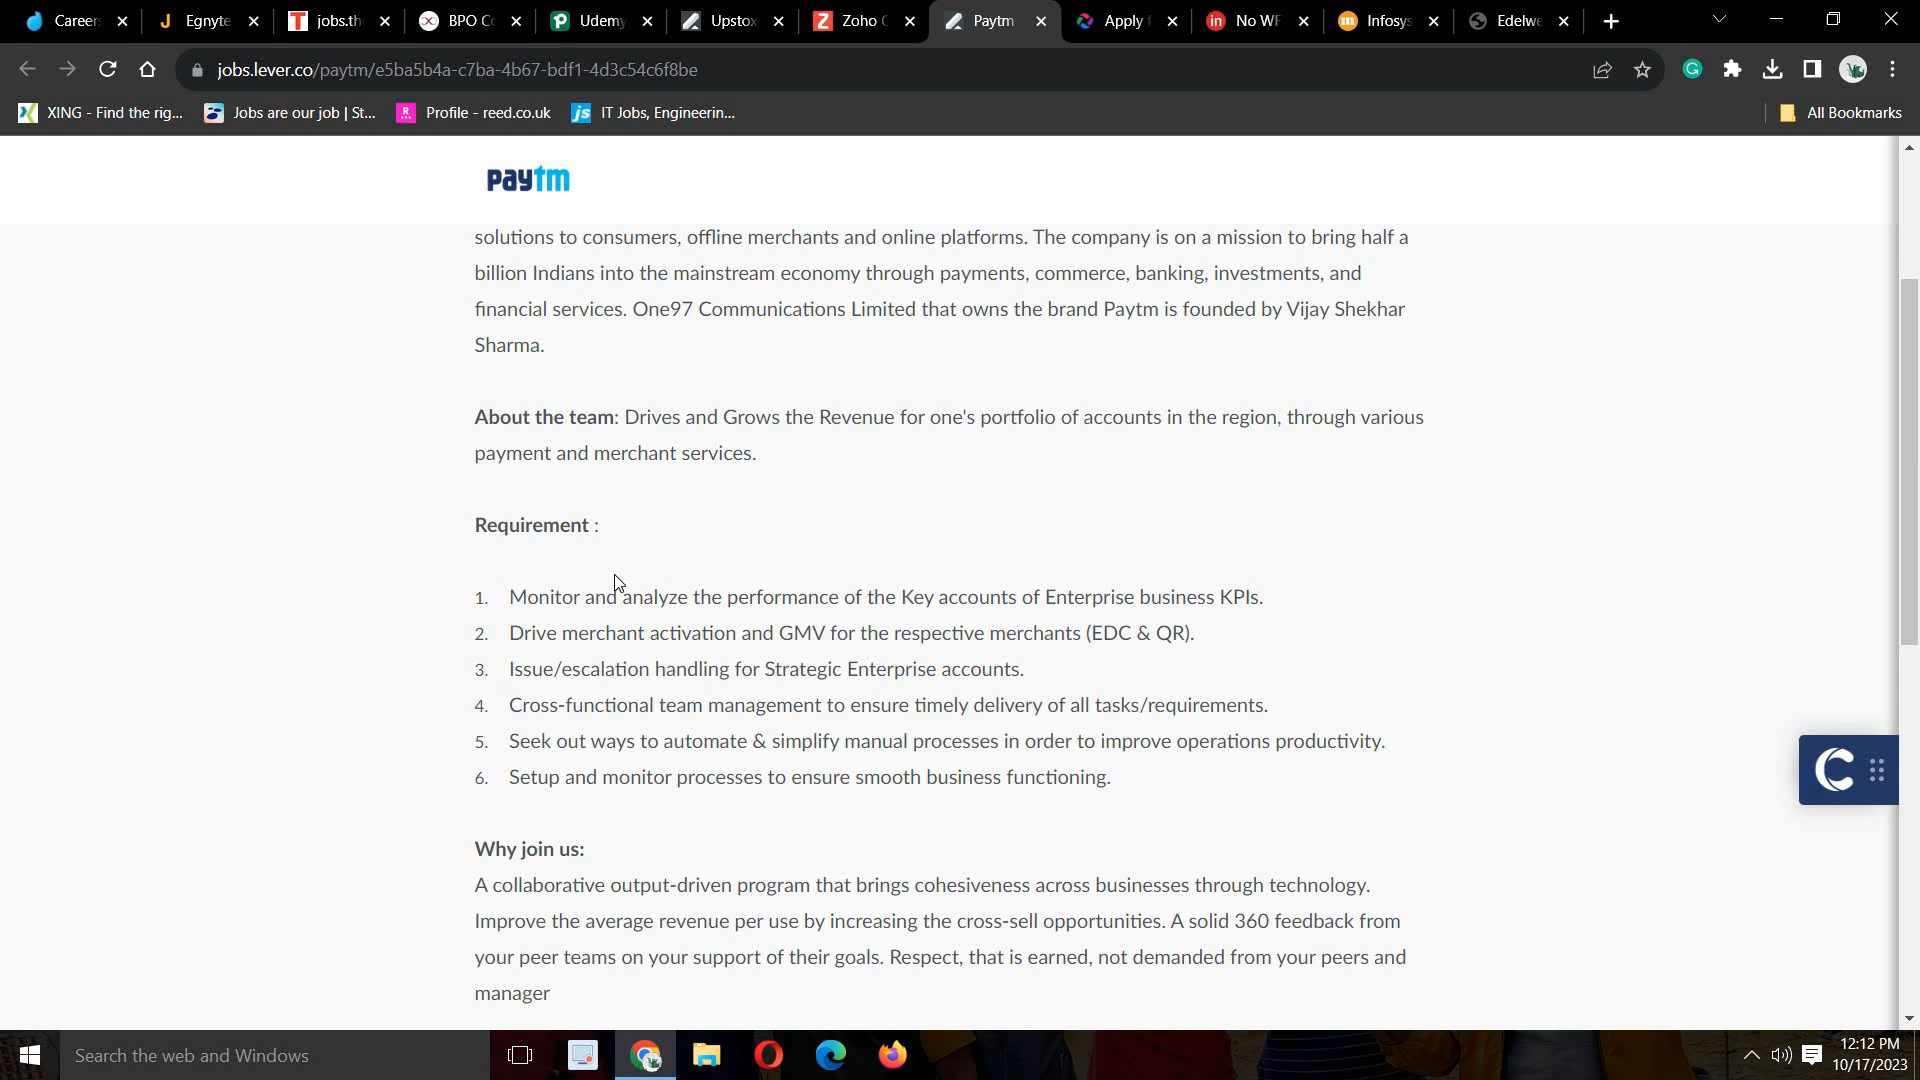 Career
Egnyte
jobs.th
BPO Co
Udemy
Upstox
Zoho C
Paytm
Apply f
No WF
Infosys
Edelwe
jobs.lever.co/paytm/e5ba5b4a-c7ba-4b67-bdf1-4d3c54c6f8be
XING - Find the rig...
Jobs are our job | St...
Profile - reed.co.uk
IT Jobs, Engineerin...
All Bookmarks
paytm
solutions to consumers, offline merchants and online platforms. The company is on a mission to bring half a
billion Indians into the mainstream economy through payments, commerce, banking, investments, and
financial services. One97 Communications Limited that owns the brand Paytm is founded by Vijay Shekhar
Sharma.
About the team: Drives and Grows the Revenue for one's portfolio of accounts in the region, through various
payment and merchant services.
Requirement :
1. Monitor and analyze the performance of the Key accounts of Enterprise business KPIs.
2. Drive merchant activation and GMV for the respective merchants (EDC & QR).
3. Issue/escalation handling for Strategic Enterprise accounts.
4. Cross-functional team management to ensure timely delivery of all tasks/requirements.
5. Seek out ways to automate & simplify manual processes in order to improve operations productivity.
6. Setup and monitor processes to ensure smooth business functioning.
Why join us:
A collaborative output-driven program that brings cohesiveness across businesses through technology.
Improve the average revenue per use by increasing the cross-sell opportunities. A solid 360 feedback from
your peer teams on your support of their goals. Respect, that is earned, not demanded from your peers and
manager
Search the web and Windows
12:12 PM
10/17/2023